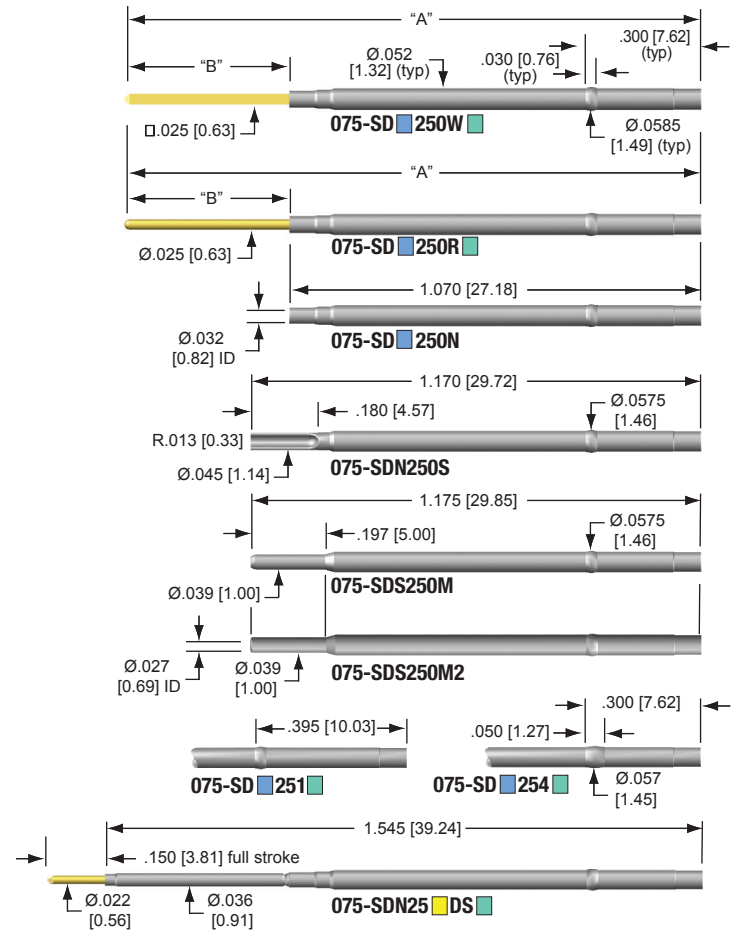 “A”
“B”
Ø.052
[1.32] (typ)
.030 [0.76]
(typ)
.300 [7.62]
(typ)
□.025 [0.63]
075-SD 250W
Ø.0585
[1.49] (typ)
“A”
“B”
Ø.025 [0.63]
075-SD 250R
1.070 [27.18]
Ø.032
[0.82] ID
075-SD 250N
1.170 [29.72]
.180 [4.57]
Ø.0575
[1.46]
R.013 [0.33]
Ø.045 [1.14]
075-SDN250S
1.175 [29.85]
.197 [5.00]
Ø.0575
[1.46]
Ø.039 [1.00]
075-SDS250M
Ø.027
[0.69] ID
Ø.039
[1.00]
075-SDS250M2
.395 [10.03]
075-SD 251
.300 [7.62]
.050 [1.27]
075-SD 254
Ø.057
[1.45]
1.545 [39.24]
.150 [3.81] full stroke
Ø.022
[0.56]
Ø.036
[0.91]
075-SDN25 DS